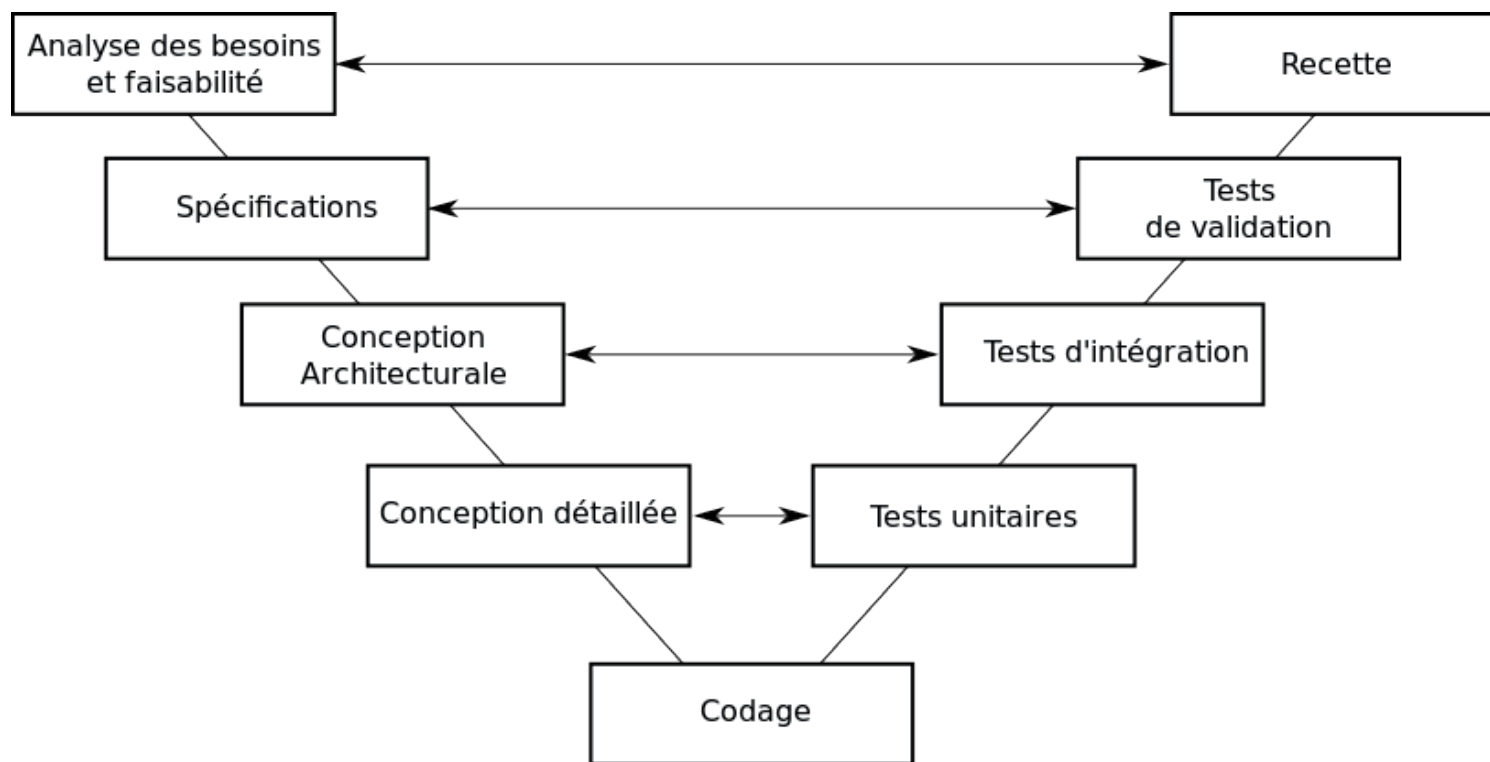 Analyse des besoins
et faisabilité
Recette
Spécifications
Tests
de validation
Conception
Architecturale
Tests d'intégration
Conception détaillée
Tests unitaires
Codage